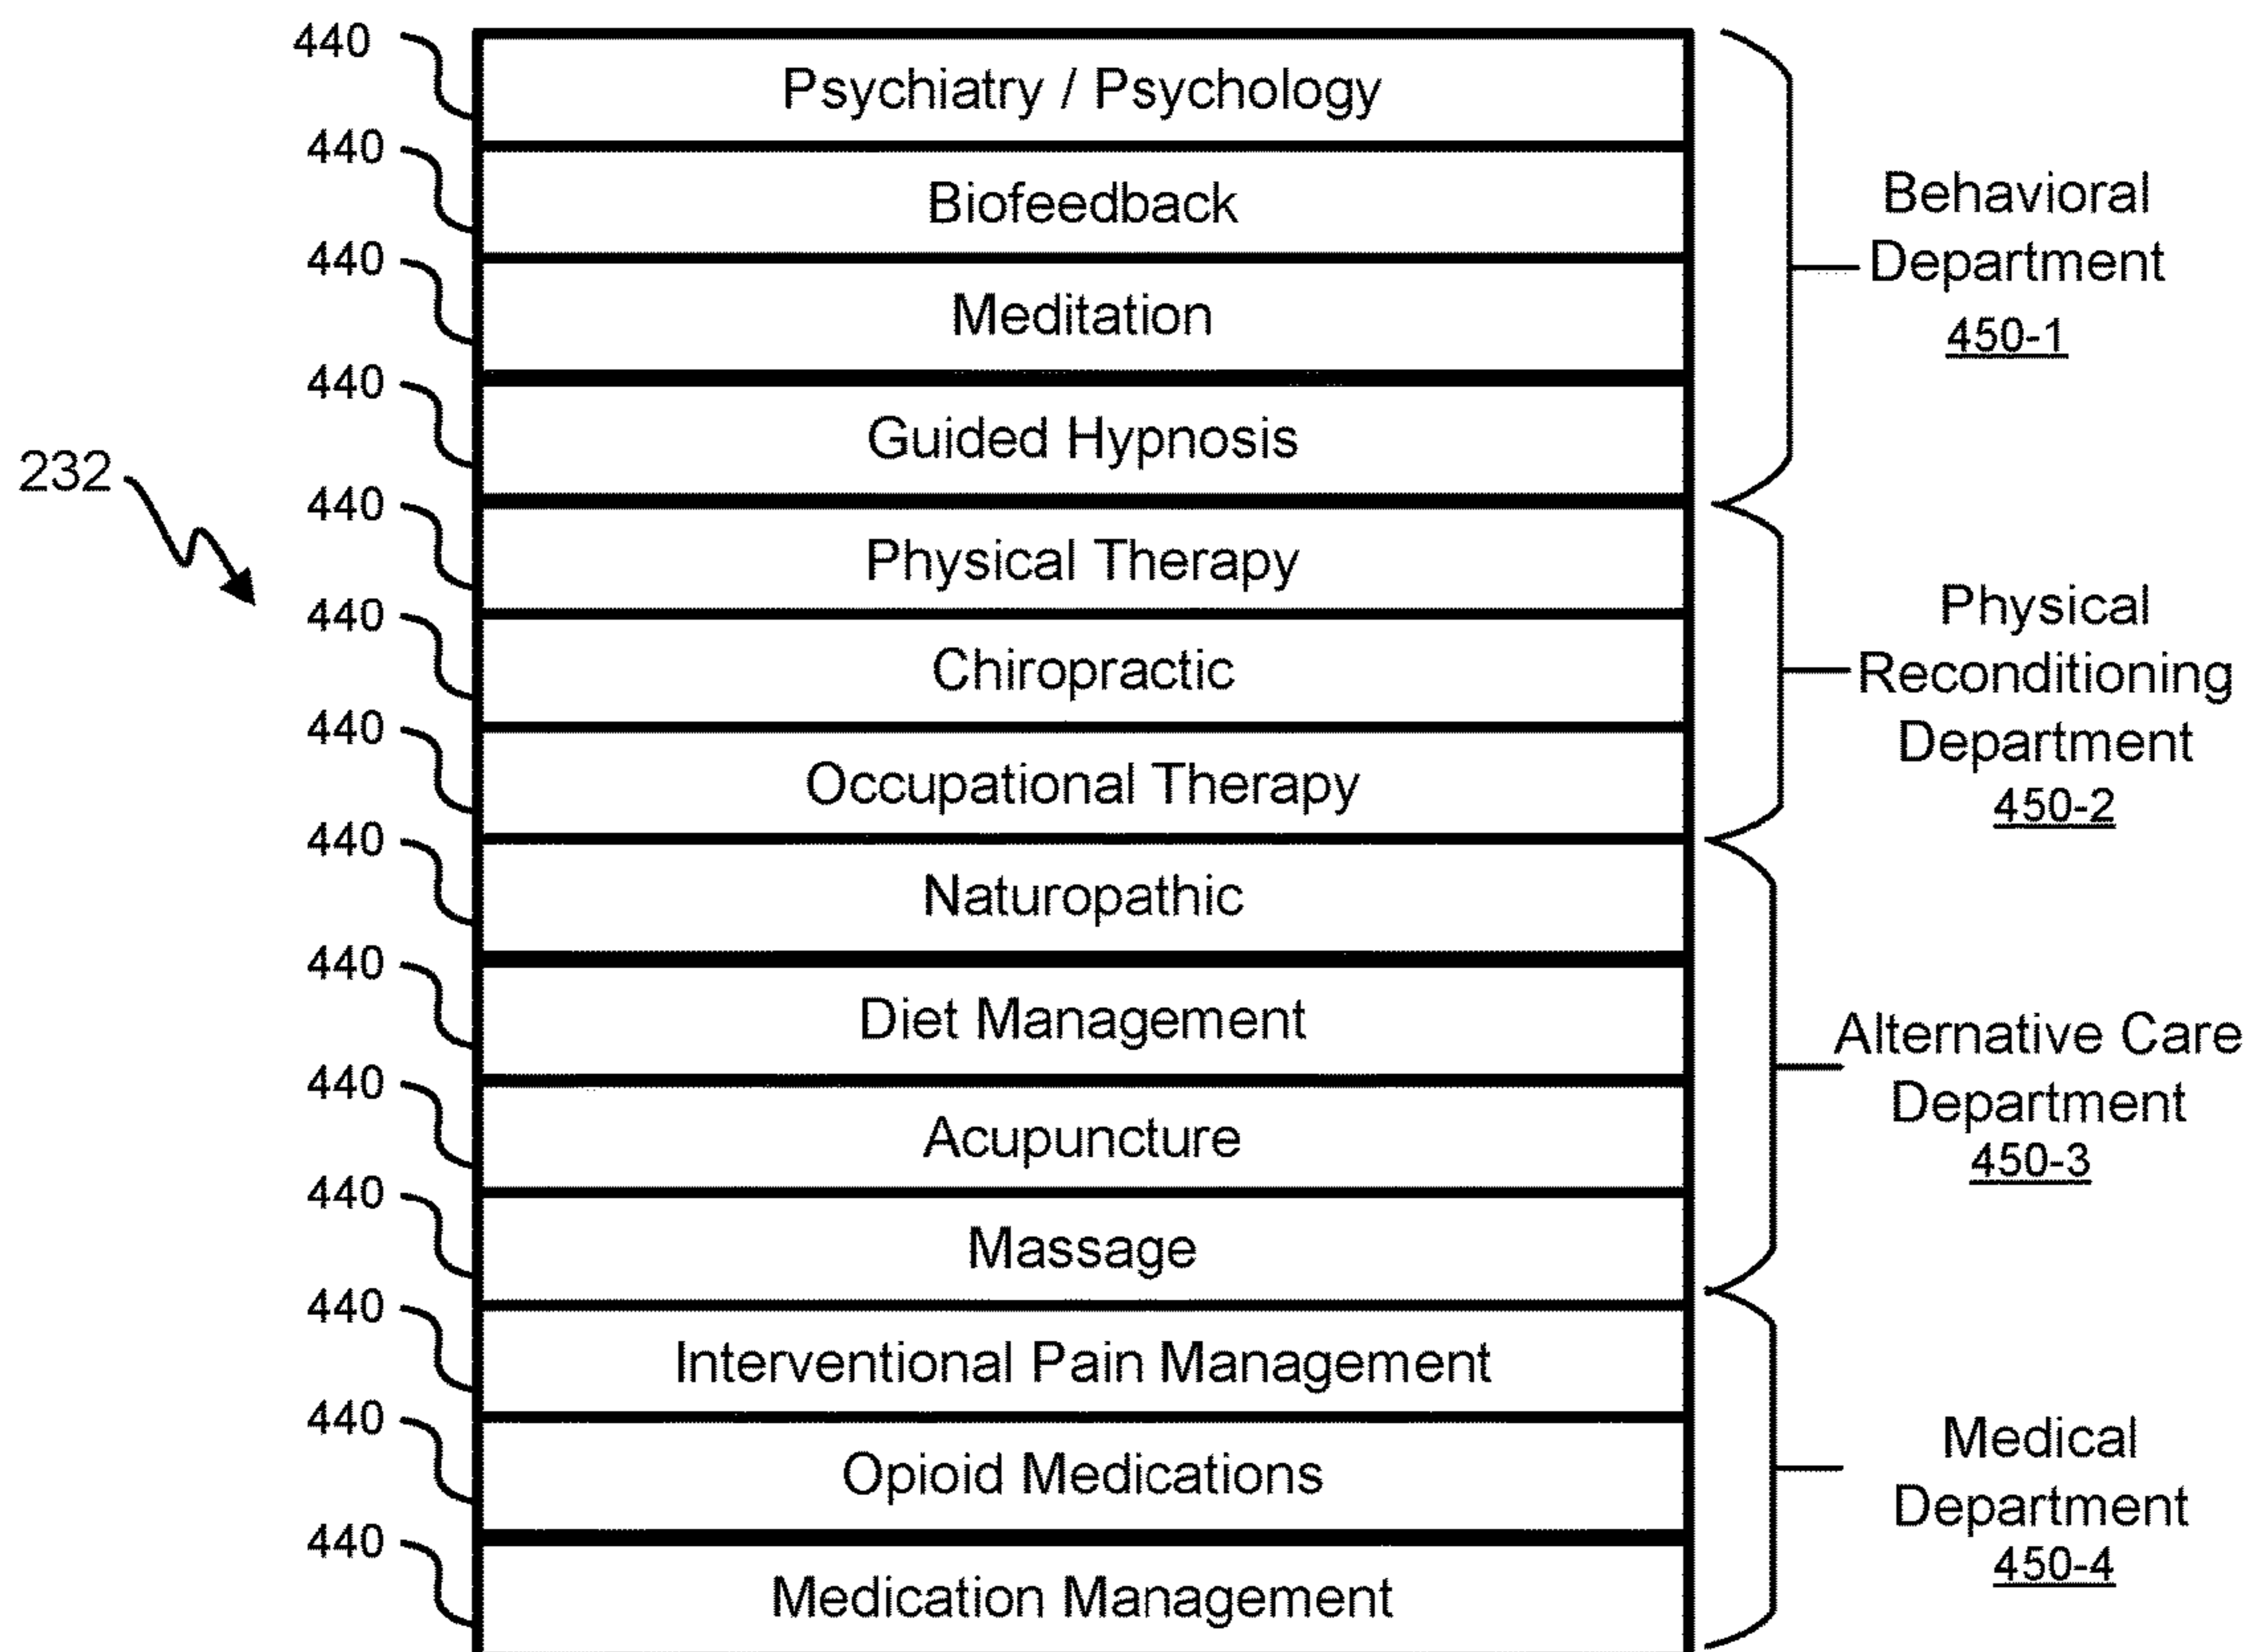 440
Psychiatry / Psychology
440
Biofeedback
440
Meditation
440
Guided Hypnosis
Behavioral
Department
450-1
232
440
Physical Therapy
440
Chiropractic
440
Occupational Therapy
Physical
Reconditioning
Department
450-2
440
Naturopathic
440
Diet Management
440
Acupuncture
440
Massage
Alternative Care
Department
450-3
440
Interventional Pain Management
440
Opioid Medications
440
Medication Management
Medical
Department
450-4